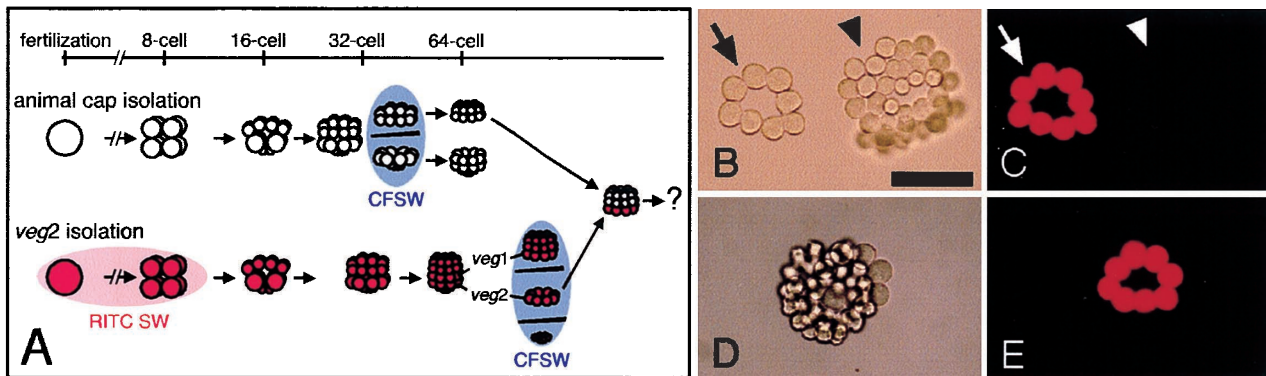 fertilization 8-cell 16-cell 32-cell 64-cell
animal cap isolation
CFSW
?
veg2 isolation
veg1
veg2
RITC SW
CFSW
A
B
C
D
E